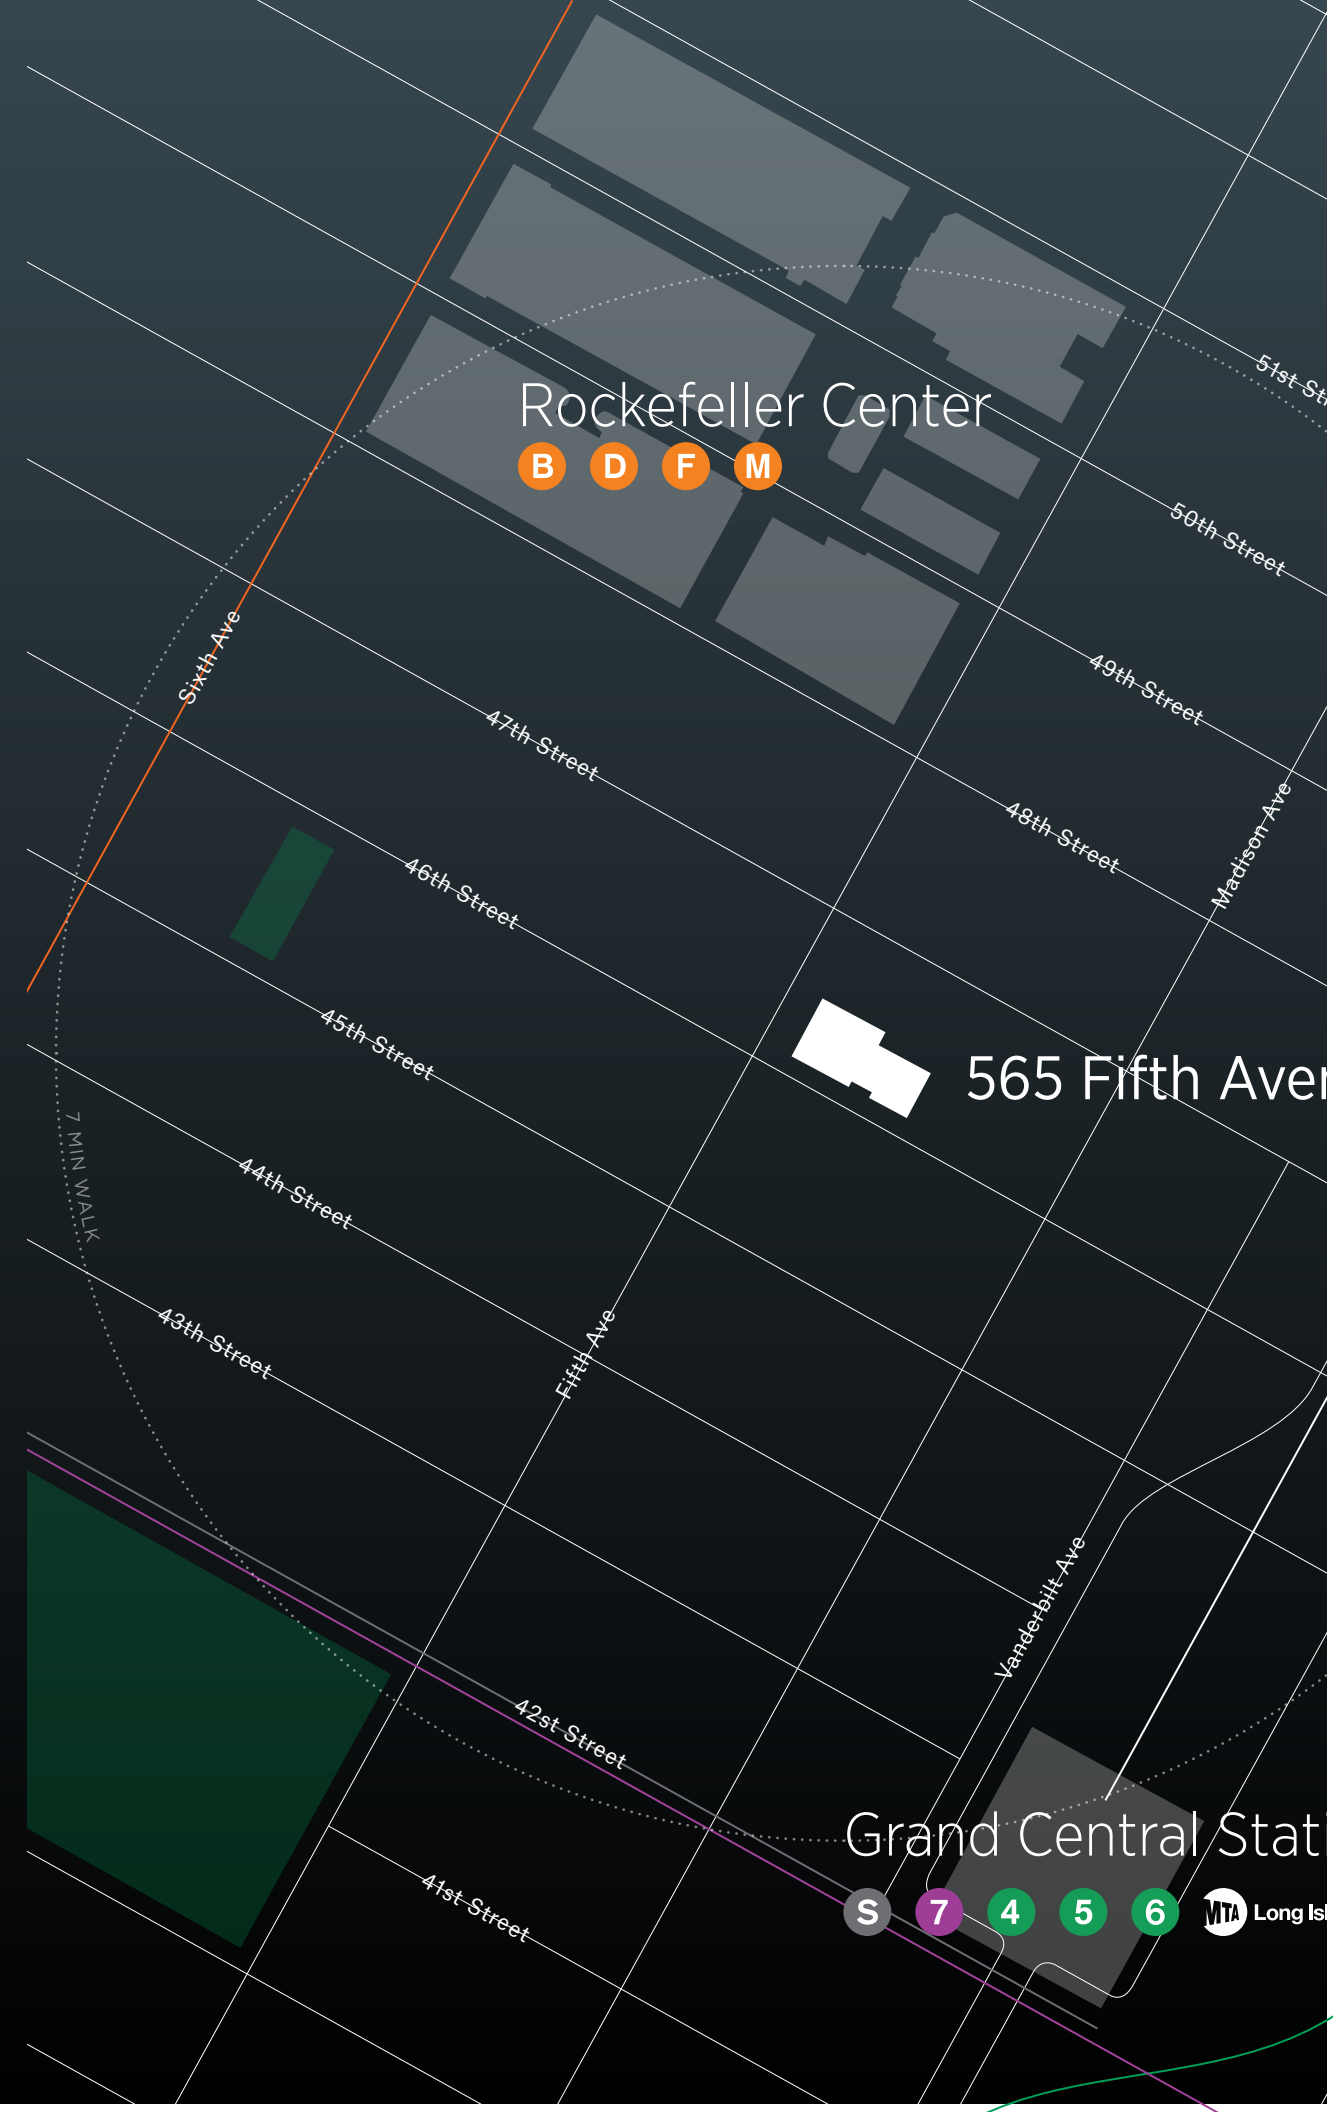 Rockefeller Center
B D F M
51st St
50th Street
Sixth Ave
49th Street
47th Street
Madison Ave
48th Street
46th Street
45th Street
565 Fifth Aven
7 MIN WALK
44th Street
43th Street
Fifth Ave
Vanderbilt Ave
42st Street
Grand Central Stati
S 7 4 5 6 MTA Long Isl
41st Street